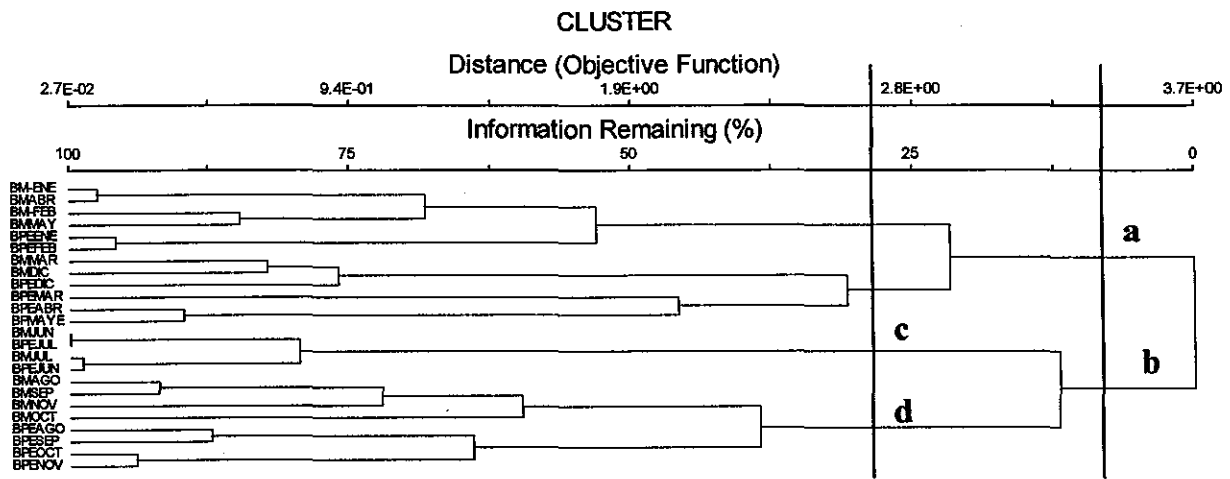 CLUSTER
Distance (Objective Function)
2.7E-02 9.4E-01 1.9E+00 2.8E+00 3.7E+00
Information Remaining (%)
100 75 50 25 0
BM-ENE
BMABR
BM-FEB
BMMAY
BPEENE
BPEFEB
BMMAR
BMDIC
BPEDIC
BPEMAR
BPEABR
BPMAYE
BMJUN
BPEJUL
BMJUL
BPEJUN
BMAGO
BMSEP
BMNOV
BMOCT
BPEAGO
BPESEP
BPEOCT
BPENOV
a
c
b
d